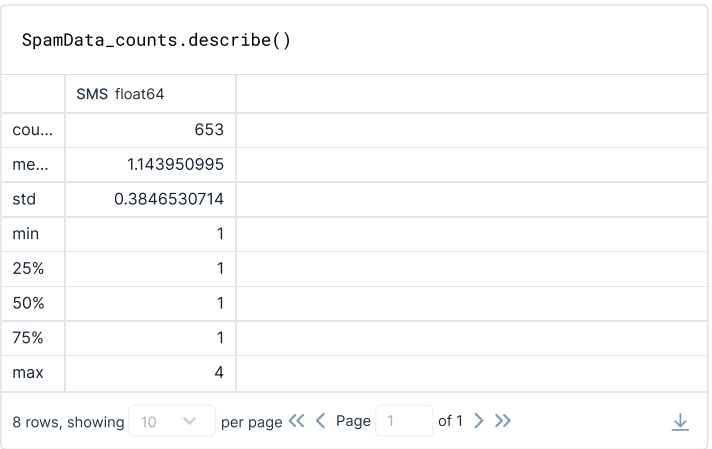 SpamData_counts.describe()
SMS float64
cou... 653
me... 1.143950995
std 0.3846530714
min 1
25% 1
50% 1
75% 1
max 4
8 rows, showing 10 per page Page 1 of 1